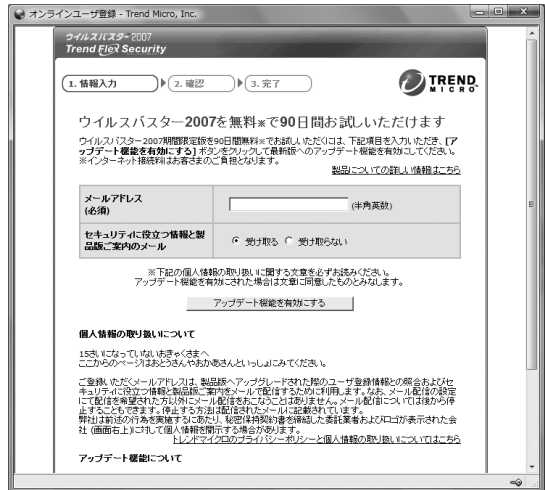 オンラインユーザ登録 - Trend Micro, Inc.
ウイルスバスター2007
Trend Flex Security
1. 情報入力
2. 確認
3. 完了
TREND
MICRO
ウイルスバスター2007を無料※で90日間お試しいただけます
ウイルスバスター2007期間限定版を90日間無料※でお試しいただくには、下記項目を入力いただき、[ア
ップデート機能を有効にする] ボタンをクリックして最新版へのアップデート機能を有効にしてください。
※インターネット接続料はお客さまのご負担となります。
製品についての詳しい情報はこちら
メールアドレス
(必須)
(半角英数)
セキュリティに役立つ情報と製
品版ご案内のメール
受け取る 受け取らない
※下記の個人情報の取り扱いに関する文章を必ずお読みください。
アップデート機能を有効にされた場合は文章に同意したものとみなします。
アップデート機能を有効にする
個人情報の取り扱いについて
15さいになっていないおきゃくさまへ
ここからのページはおとうさんやおかあさんといっしょにみてください。
ご登録いただくメールアドレスは、製品版へアップグレードされた際のユーザ登録情報との照合およびセ
キュリティに役立つ情報と製品版ご案内をメールで配信するために利用します。なお、メール配信の設定
にて配信を希望された方以外にメール配信をおこなうことはありません。メール配信については後から停
止することもできます。停止する方法は配信されたメールに記載されています。
弊社は前述の行為を実施するにあたり、秘密保持契約書を締結した委託業者およびロゴが表示された会
社 (画面右上)に対して個人情報を開示する場合があります。
トレンドマイクロのプライバシーポリシーと個人情報の取り扱いについてはこちら
アップデート機能について